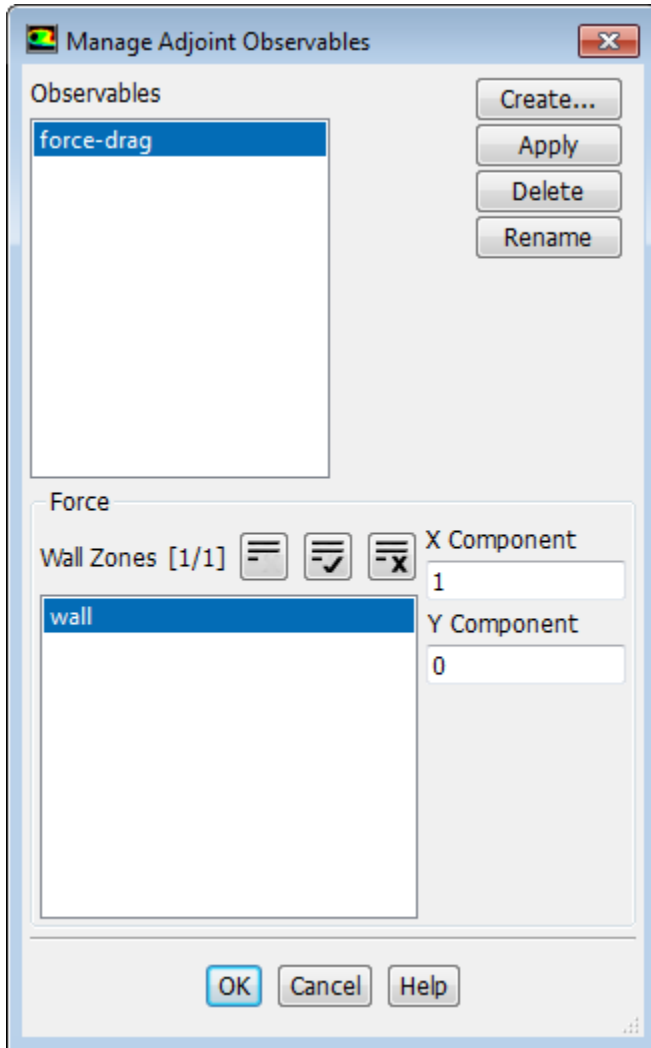 Manage Adjoint Observables
Observables
Create...
force-drag
Apply
Delete
Rename
Force
Wall Zones [1/1]
X Component
1
wall
Y Component
0
OK Cancel Help